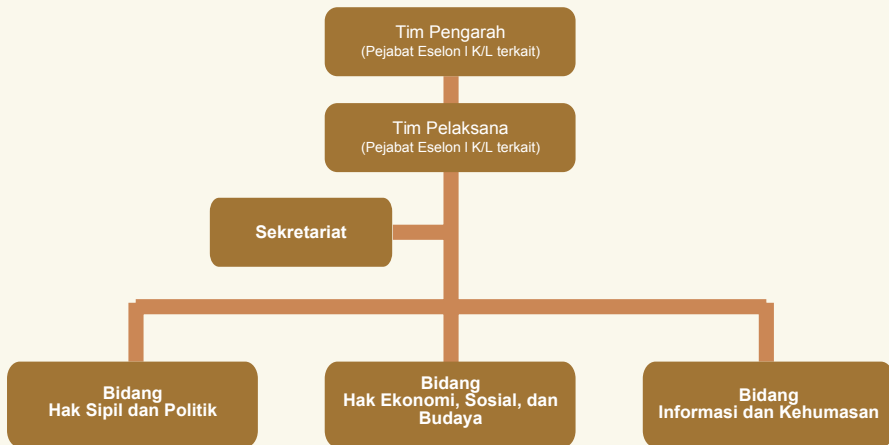 Tim Pengarah
(Pejabat Eselon I K/L terkait)
Tim Pelaksana
(Pejabat Eselon I K/L terkait)
Sekretariat
Bidang
Hak Sipil dan Politik
Bidang
Hak Ekonomi, Sosial, dan
Budaya
Bidang
Informasi dan Kehumasan